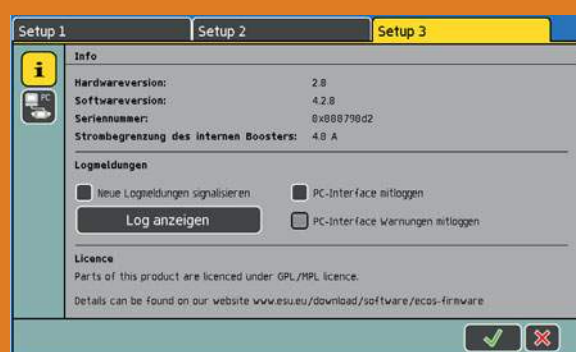 Setup 1 Setup 2 Setup 3
Info
Hardwareversion: 2.0
Softwareversion: 4.2.0
Seriennummer: 0x000790d2
Strombegrenzung des internen Boosters: 4.0 A
Logmeldungen
Neue Logmeldungen signalisieren PC-Interface mitloggen
Log anzeigen PC-Interface Warnungen mitloggen
Licence
Parts of this product are licenced under GPL/MPL licence.
Details can be found on our website www.esu.eu/download/software/ecos-firmware
i
PC